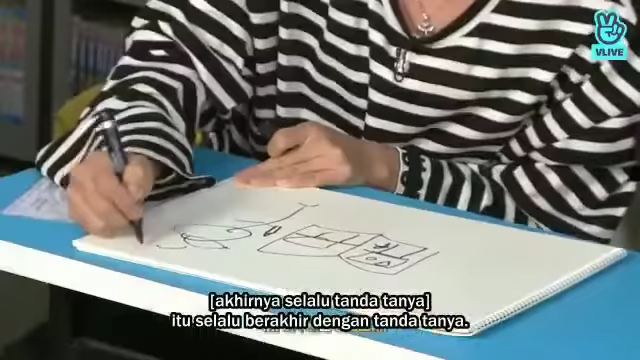 VLIVE
[akhirnya selalu tanda tanya]
itu selalu berakhir dengan tanda tanya.